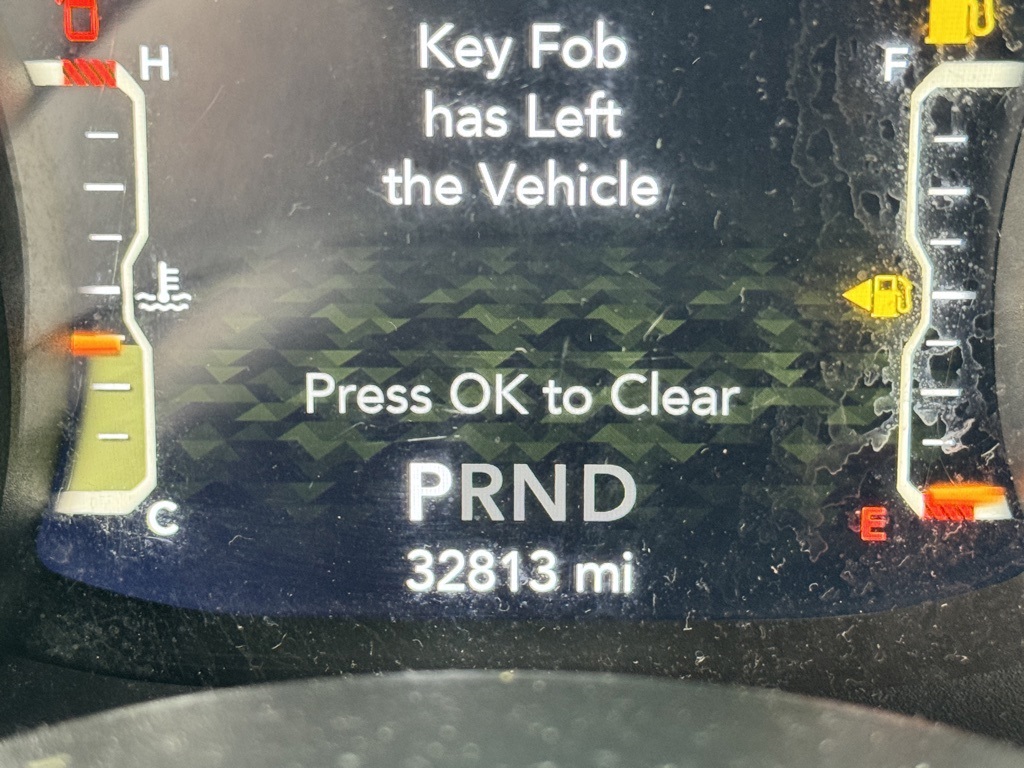 H
F
Key Fob
has Left
the Vehicle
Press OK to Clear
PRND
C
E
32813 mi